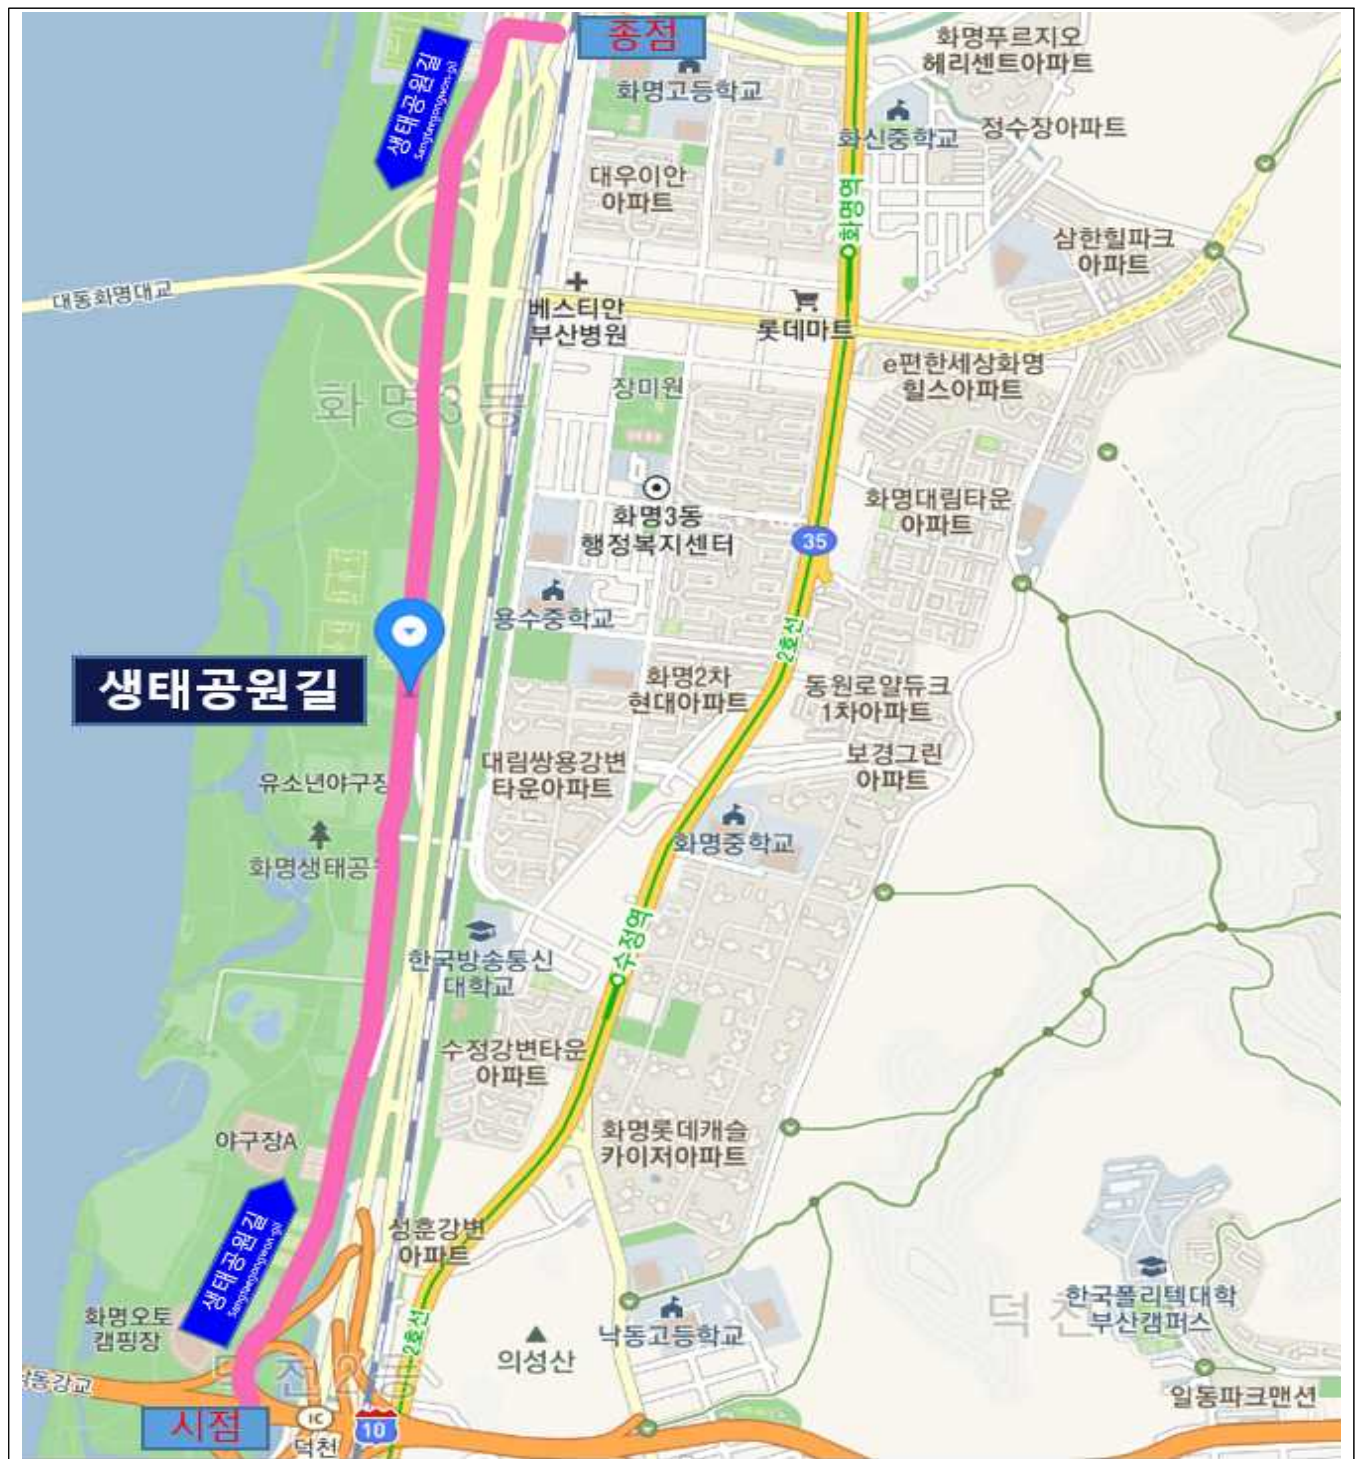 종점
생태공원길
Sangtaegongwon-gil
화명고등학교
화명푸르지오
헤리센트아파트
화신중학교
정수장아파트
대우이안
아파트
화명역
삼한힐파크
아파트
대동화명대교
베스티안
부산병원
롯데마트
e편한세상화명
힐스아파트
장미원
화명3동
화명3동
행정복지센터
화명대림타운
아파트
35
용수중학교
2호선
생태공원길
화명2차
현대아파트
동원로얄듀크
1차아파트
대림쌍용강변
타운아파트
보경그린
아파트
유소년야구장
화명생태공
화명중학교
수정역
한국방송통신
대학교
수정강변타운
아파트
야구장A
화명롯데캐슬
카이저아파트
생태공원길
Sangtaegongwon-gil
성훈강변
아파트
화명오토
캠핑장
2호선
낙동고등학교
의성산
덕천
한국폴리텍대학
부산캠퍼스
덕천2동
낙동강교
일동파크맨션
시점
IC
덕천
10